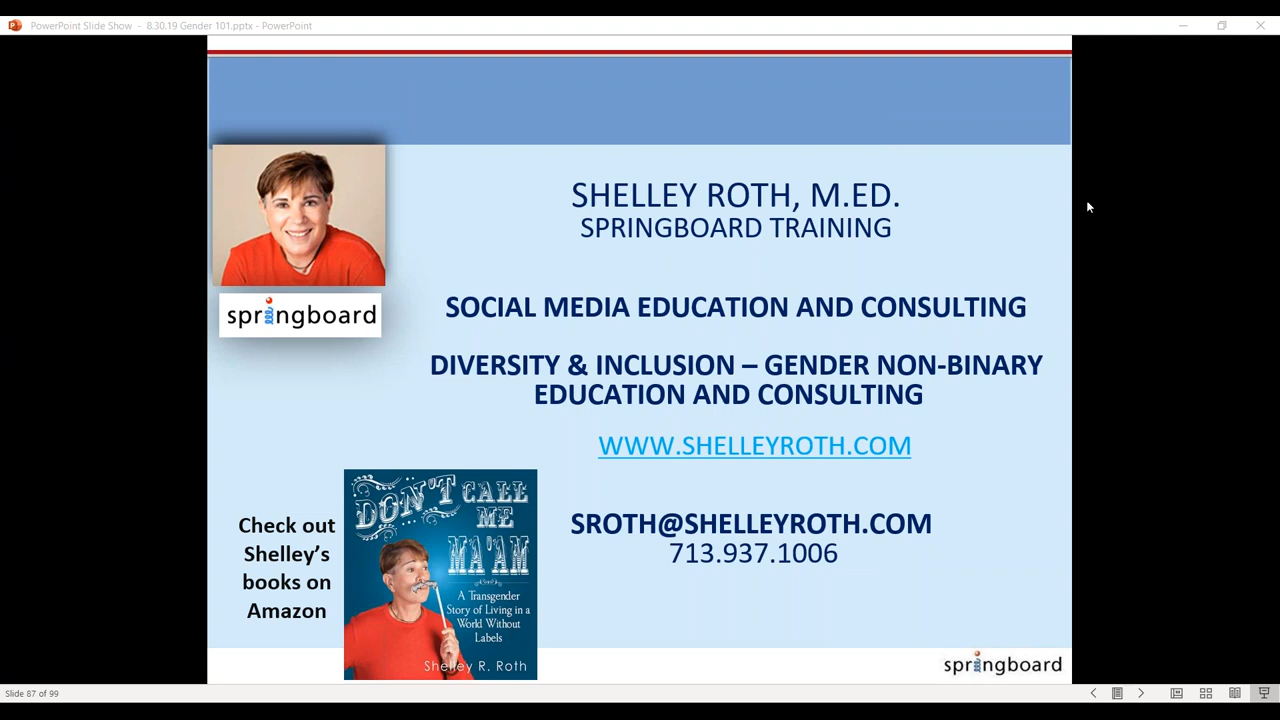 PowerPoint Slide Show - 8.30.19 Gender 101.pptx - PowerPoint
SHELLEY ROTH, M.ED.
SPRINGBOARD TRAINING
springboard
SOCIAL MEDIA EDUCATION AND CONSULTING
DIVERSITY & INCLUSION – GENDER NON-BINARY
EDUCATION AND CONSULTING
WWW.SHELLEYROTH.COM
Check out
Shelley's
books on
Amazon
DON'T CALL
ME
MA'AM
A Transgender
Story of Living in a
World Without
Labels
Shelley R. Roth
SROTH@SHELLEYROTH.COM
713.937.1006
springboard
Slide 87 of 99